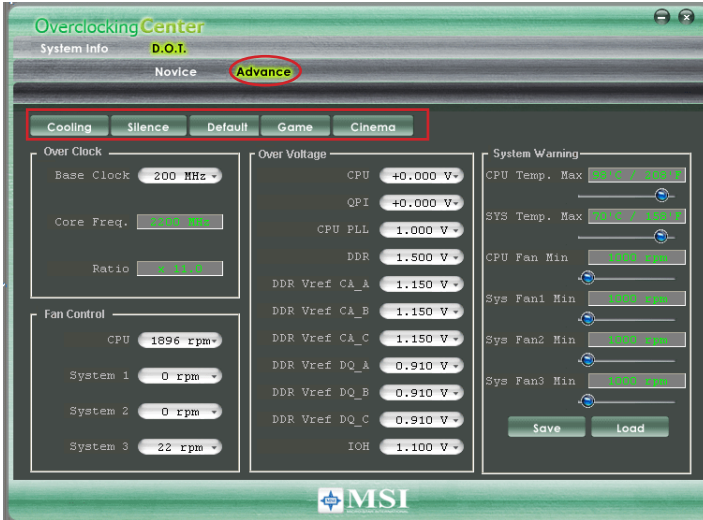 Overclocking Center
System Info D.O.T.
Novice Advance
Cooling Silence Default Game Cinema
Over Clock
Base Clock 200 MHz
Core Freq.
Ratio x 11.0
Fan Control
CPU 1896 rpm
System 1 0 rpm
System 2 0 rpm
System 3 22 rpm
Over Voltage
CPU +0.000 V
QPI +0.000 V
CPU PLL 1.000 V
DDR 1.500 V
DDR Vref CA_A 1.150 V
DDR Vref CA_B 1.150 V
DDR Vref CA_C 1.150 V
DDR Vref DQ_A 0.910 V
DDR Vref DQ_B 0.910 V
DDR Vref DQ_C 0.910 V
IOH 1.100 V
System Warning
CPU Temp. Max 98°C / 208°F
SYS Temp. Max 70°C / 158°F
CPU Fan Min 1000 rpm
Sys Fan1 Min 1000 rpm
Sys Fan2 Min 1000 rpm
Sys Fan3 Min 1000 rpm
Save Load
MSI